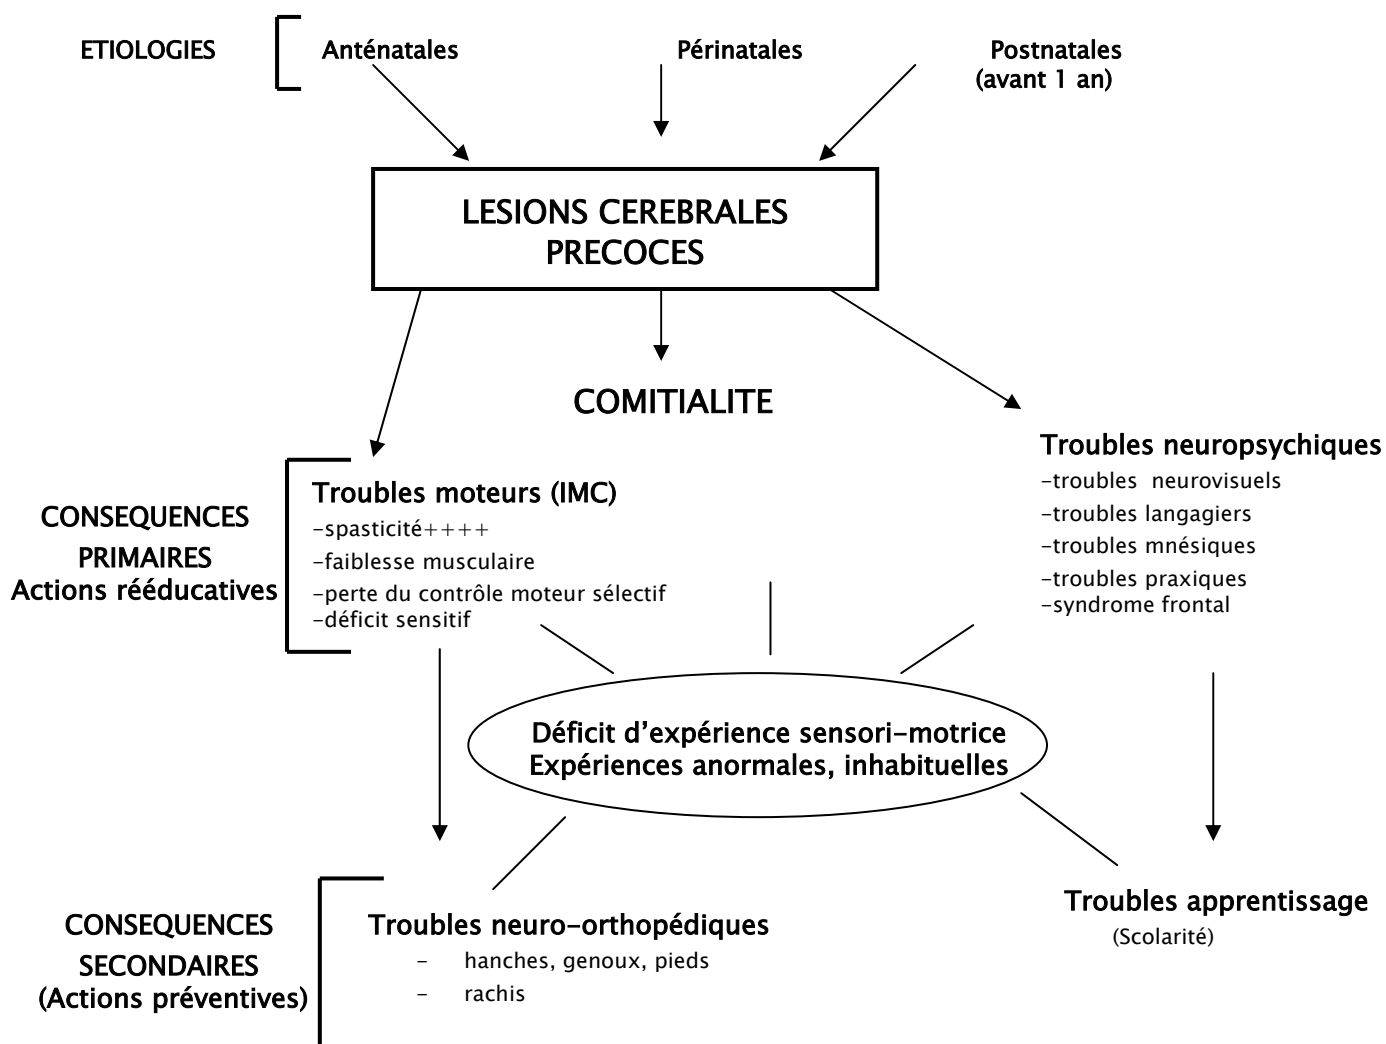 ETIOLOGIES
Anténatales
Périnatales
Postnatales
(avant 1 an)
LESIONS CEREBRALES
PRECOCES
COMITIALITE
Troubles neuropsychiques
-troubles  neurovisuels
-troubles langagiers
-troubles mnésiques
-troubles praxiques
-syndrome frontal
CONSEQUENCES
PRIMAIRES
Actions rééducatives
Troubles moteurs (IMC)
-spasticité++++
-faiblesse musculaire
-perte du contrôle moteur sélectif
-déficit sensitif
Déficit d’expérience sensori-motrice
Expériences anormales, inhabituelles
CONSEQUENCES
SECONDAIRES
(Actions préventives)
Troubles neuro-orthopédiques
- hanches, genoux, pieds
- rachis
Troubles apprentissage
(Scolarité)